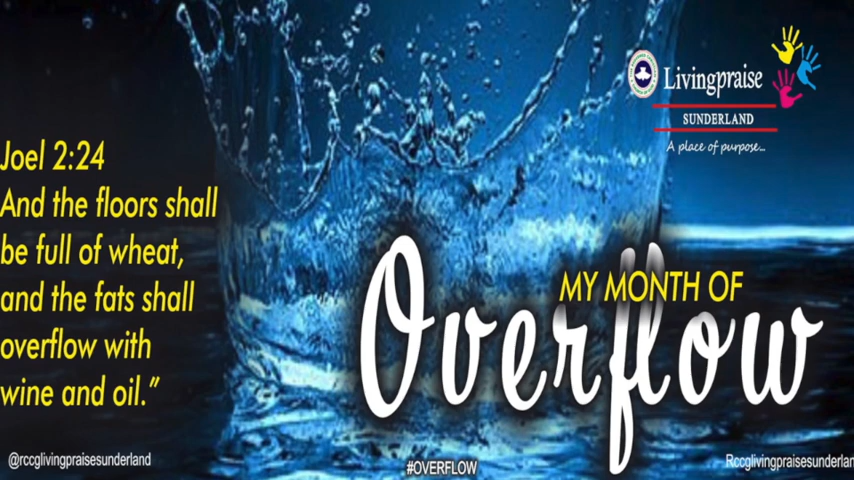 Livingpraise
SUNDERLAND
A place of purpose...
Joel 2:24
And the floors shall
be full of wheat,
and the fats shall
overflow with
wine and oil.”
MY MONTH OF
Overflow
@rccglivingpraisesunderland
#OVERFLOW
Rccglivingpraisesunderlan